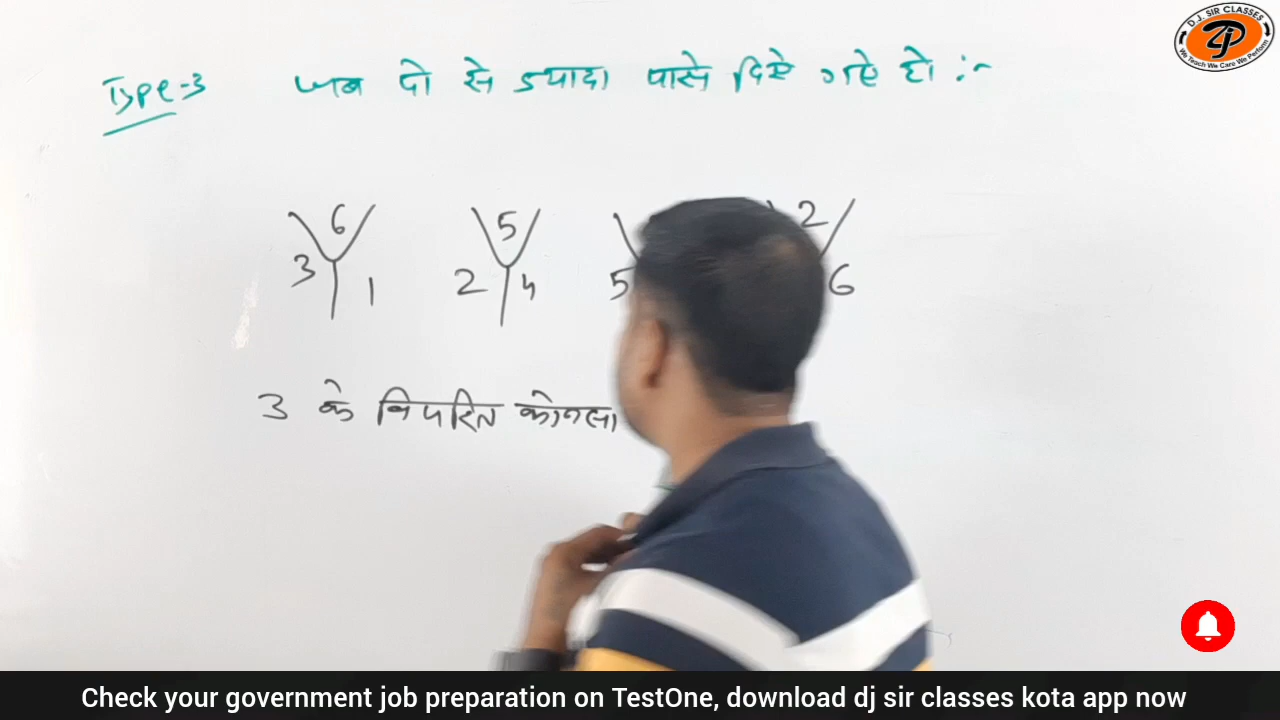 D.J. SIR CLASSES
We Teach We Care We Perform
Type-3 जब दो से ज्यादा पासे दिए गए हो :-
6 5 2
3 1 2 4 5 6
3 के विपरित कोनसा
Check your government job preparation on TestOne, download dj sir classes kota app now